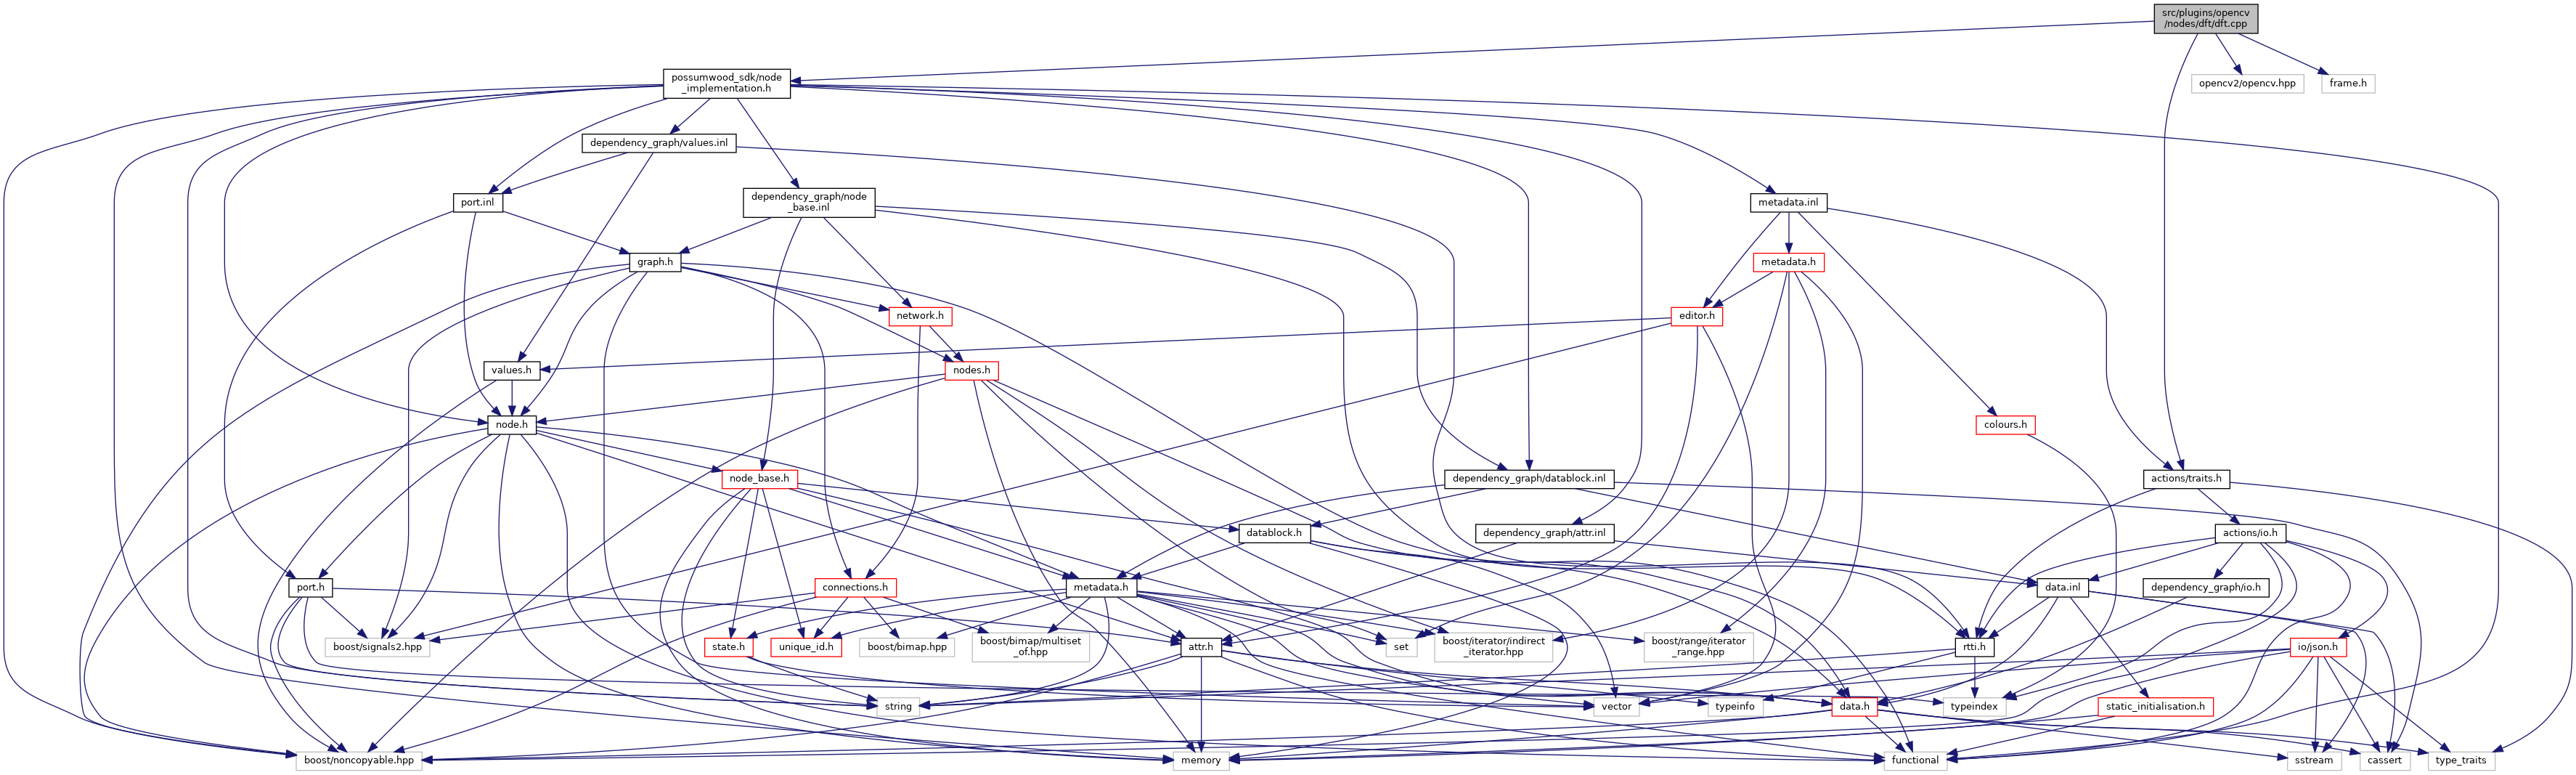 src/plugins/opencv
/nodes/dft/dft.cpp
possumwood_sdk/node
_implementation.h
opencv2/opencv.hpp
frame.h
dependency_graph/values.inl
port.inl
dependency_graph/node
_base.inl
metadata.inl
graph.h
metadata.h
network.h
editor.h
values.h
nodes.h
node.h
colours.h
node_base.h
dependency_graph/datablock.inl
actions/traits.h
datablock.h
dependency_graph/attr.inl
actions/io.h
port.h
connections.h
metadata.h
data.inl
dependency_graph/io.h
boost/signals2.hpp
state.h
unique_id.h
boost/bimap.hpp
boost/bimap/multiset
_of.hpp
attr.h
set
boost/iterator/indirect
_iterator.hpp
boost/range/iterator
_range.hpp
rtti.h
io/json.h
string
vector
typeinfo
data.h
typeindex
static_initialisation.h
boost/noncopyable.hpp
memory
functional
sstream
cassert
type_traits